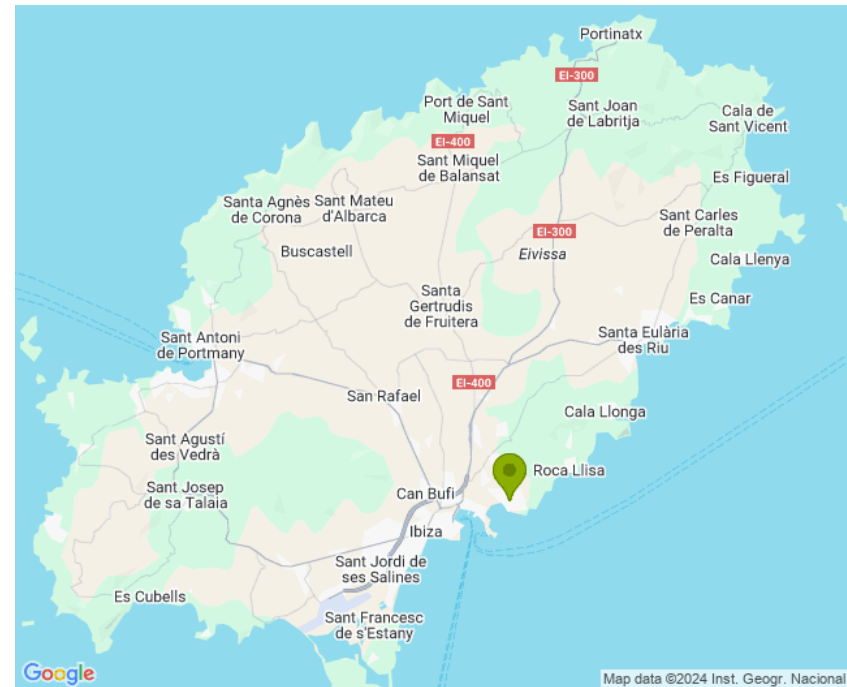 Portinatx
EI-300
Port de Sant
Miquel
Sant Joan
de Labritja
Cala de
Sant Vicent
EI-400
Sant Miquel
de Balansat
Es Figueral
Santa Agnès
de Corona
Sant Mateu
d'Albarca
Sant Carles
de Peralta
EI-300
Buscastell
Eivissa
Cala Llenya
Santa
Gertrudis
de Fruitera
Es Canar
Sant Antoni
de Portmany
Santa Eulària
des Riu
EI-400
San Rafael
Cala Llonga
Sant Agustí
des Vedrà
Roca Llisa
Sant Josep
de sa Talaia
Can Bufi
Ibiza
Sant Jordi de
ses Salines
Es Cubells
Sant Francesc
de s'Estany
Google
Map data ©2024 Inst. Geogr. Nacional